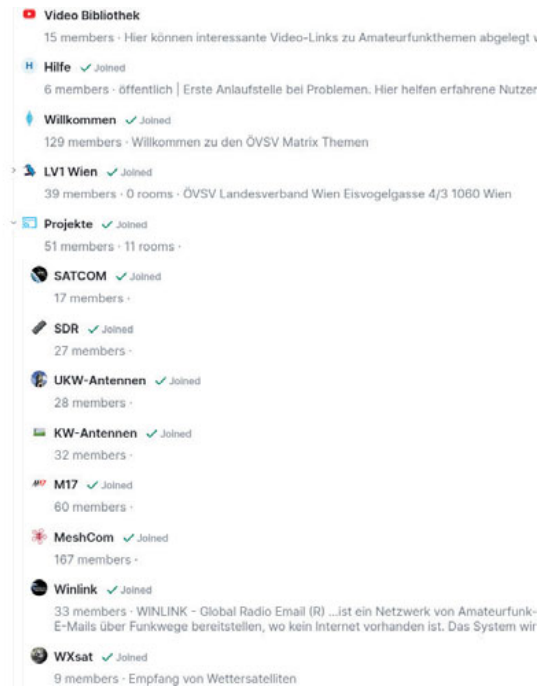 Video Bibliothek
15 members · Hier können interessante Video-Links zu Amateurfunkthemen abgelegt
H Hilfe ✓ Joined
6 members · öffentlich | Erste Anlaufstelle bei Problemen. Hier helfen erfahrene Nutzer
Willkommen ✓ Joined
129 members · Willkommen zu den ÖVSV Matrix Themen
LV1 Wien ✓ Joined
39 members · 0 rooms · ÖVSV Landesverband Wien Eisvogelgasse 4/3 1060 Wien
Projekte ✓ Joined
51 members · 11 rooms ·
SATCOM ✓ Joined
17 members ·
SDR ✓ Joined
27 members ·
UKW-Antennen ✓ Joined
28 members ·
KW-Antennen ✓ Joined
32 members ·
M17 M17 ✓ Joined
60 members ·
MeshCom ✓ Joined
167 members ·
Winlink ✓ Joined
33 members · WINLINK - Global Radio Email (R) ...ist ein Netzwerk von Amateurfunk-
E-Mails über Funkwege bereitstellen, wo kein Internet vorhanden ist. Das System
WXsat ✓ Joined
9 members · Empfang von Wettersatelliten